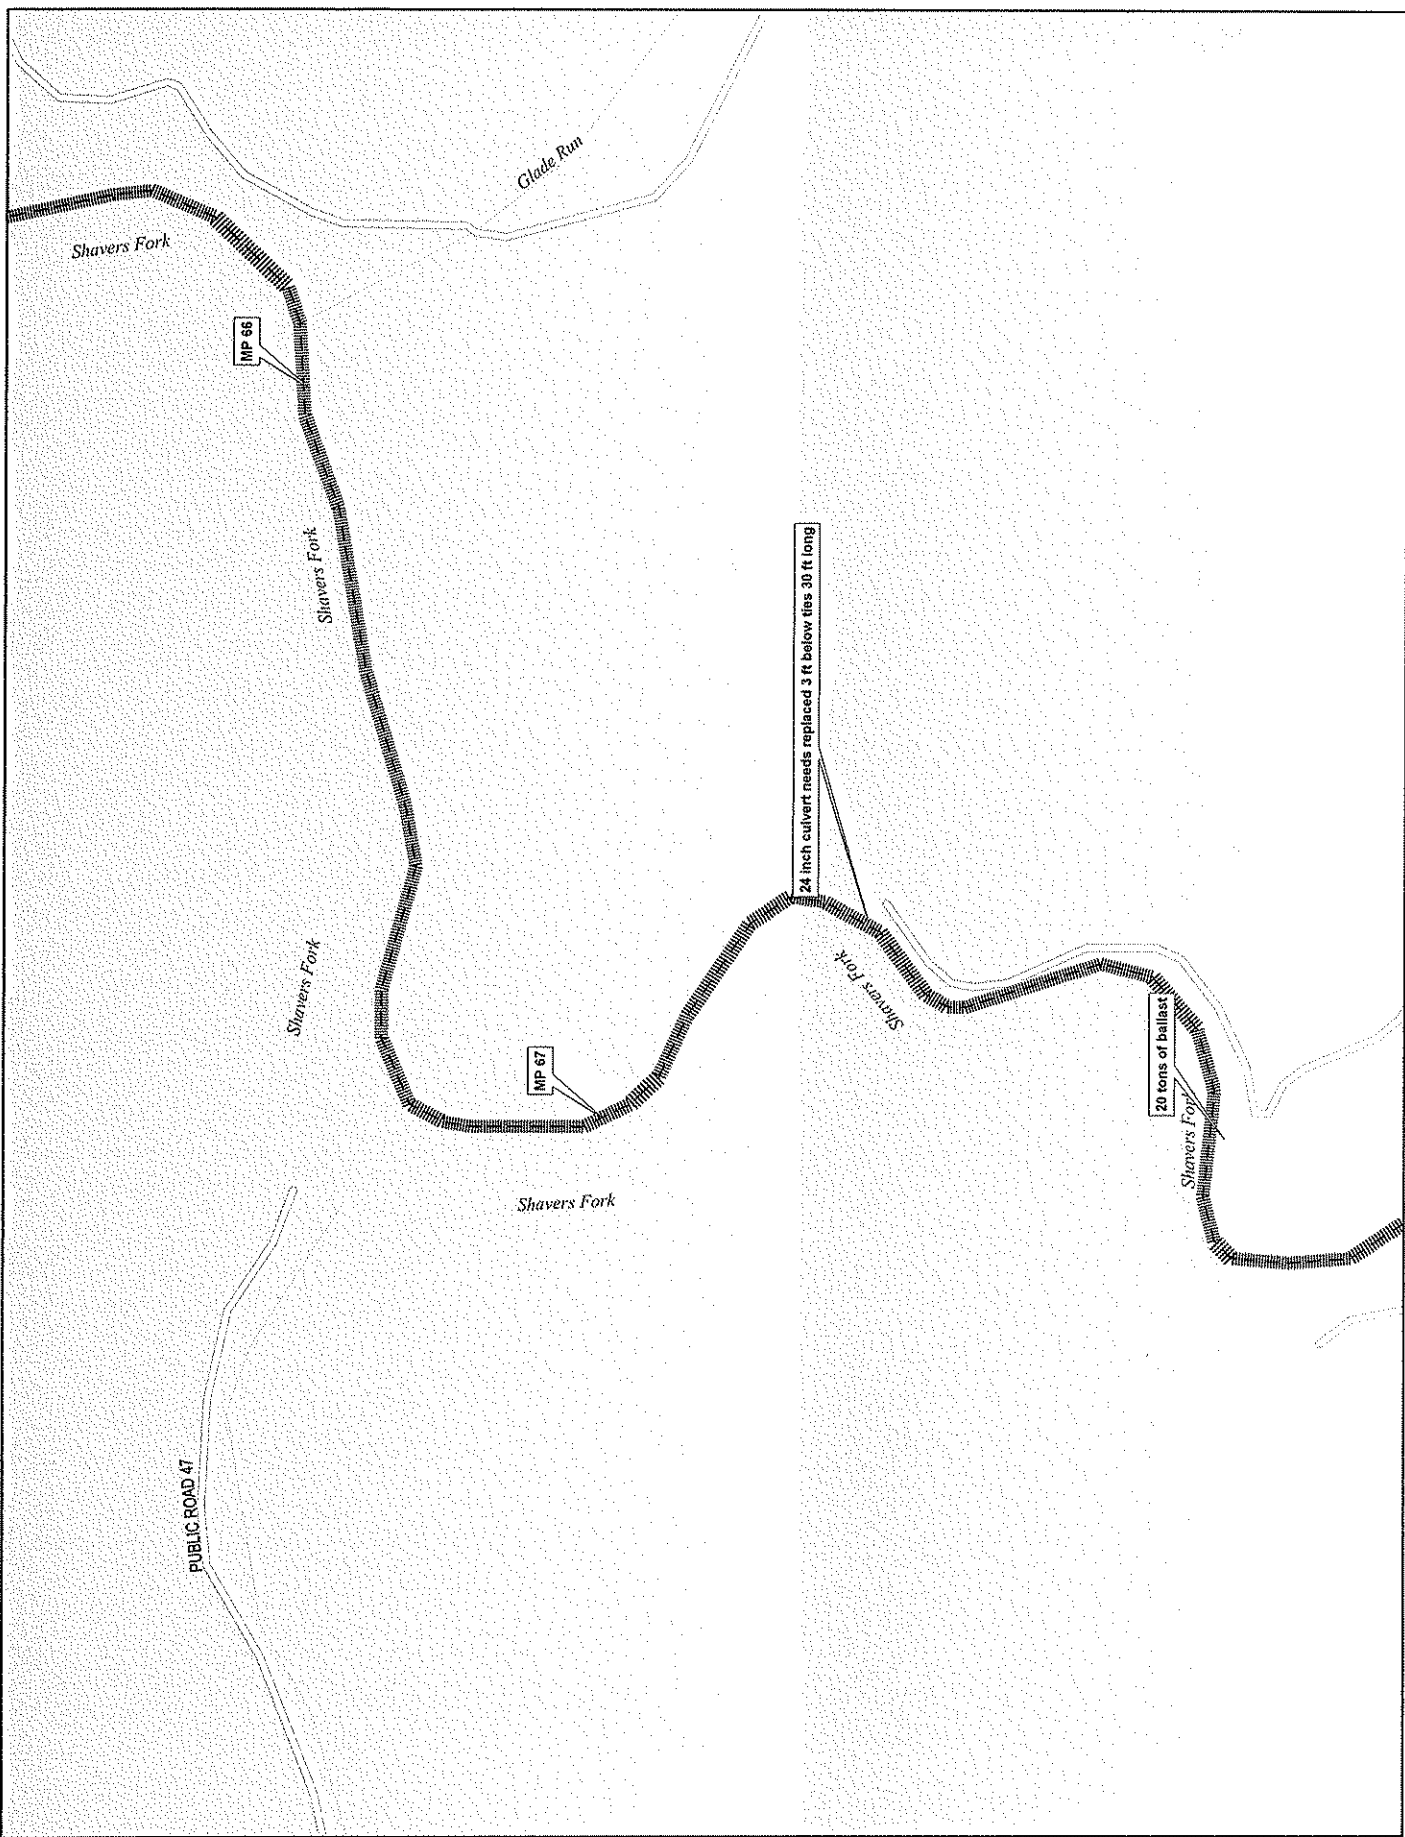 Shavers Fork
Glade Run
MP 66
Shavers Fork
24 inch culvert needs replaced 3 ft below ties 30 ft long
Shavers Fork
Shavers Fork
MP 67
20 tons of ballast
Shavers Fork
Shavers Fork
PUBLIC ROAD 47